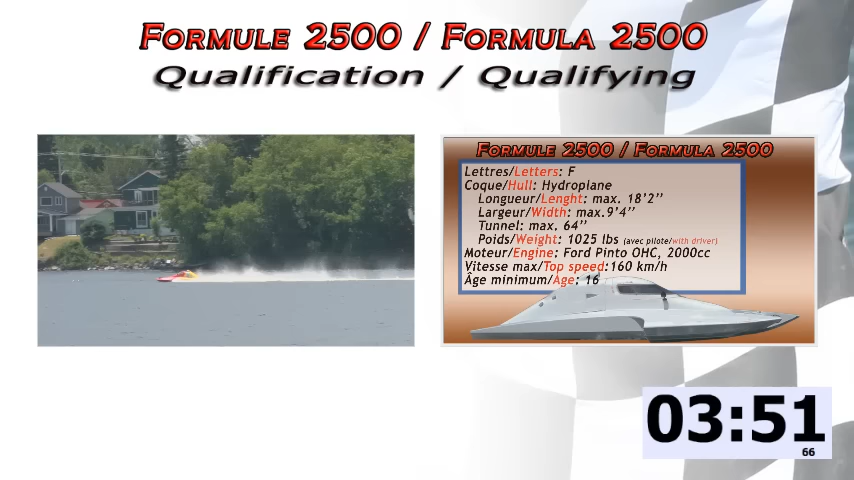 Formule 2500 / Formula 2500
Qualification / Qualifying
Formule 2500 / Formula 2500
Lettres/Letters: F
Coque/Hull: Hydroplane
Longueur/Lenght: max. 18'2''
Largeur/Width: max.9'4''
Tunnel: max. 64''
Poids/Weight: 1025 lbs (avec pilote/with driver)
Moteur/Engine: Ford Pinto OHC, 2000cc
Vitesse max/Top speed:160 km/h
Âge minimum/Age: 16
03:51
66